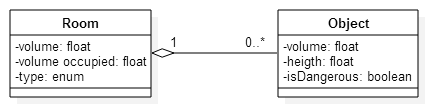 Room
-volume: float
-volume occupied: float
-type: enum
1
0..*
Object
-volume: float
-heigth: float
-isDangerous: boolean